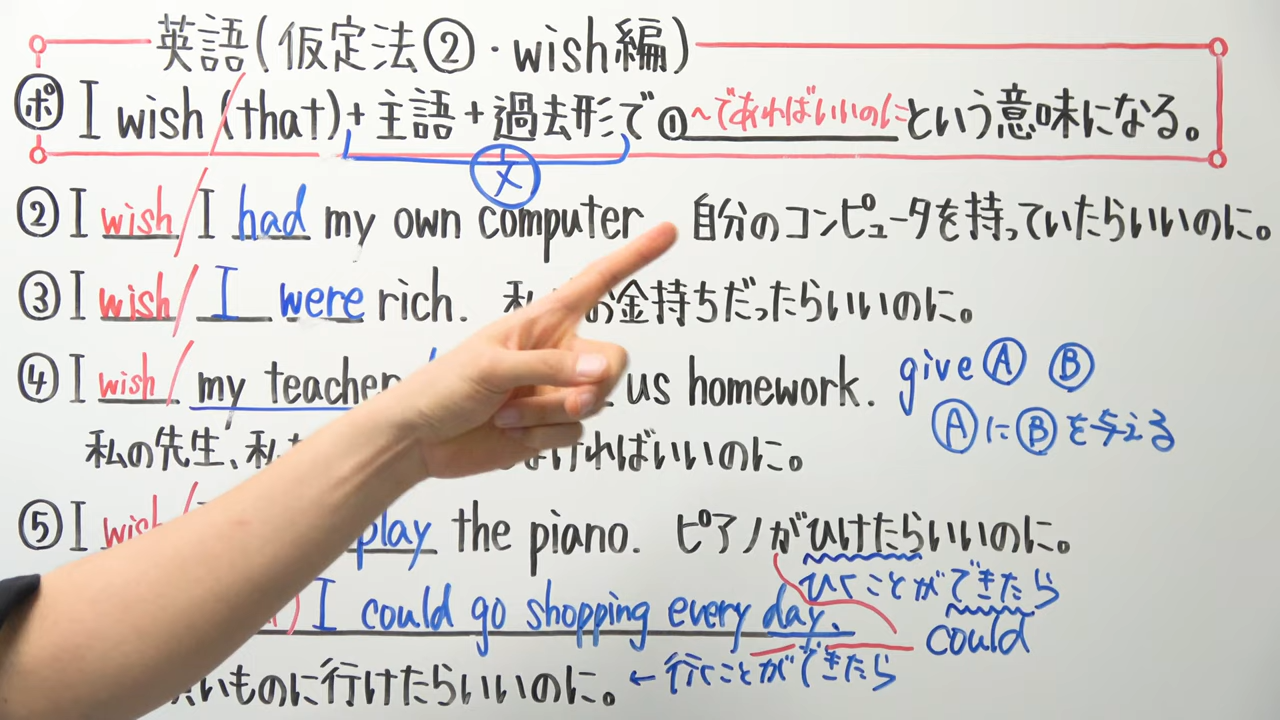 英語(仮定法②・wish編)
ポ I wish (that)+主語+過去形で ① ~であればいいのに という意味になる。
文
② I wish / I had my own computer 自分のコンピュータを持っていたらいいのに。
③ I wish / I were rich. 私 お金持ちだったらいいのに。
④ I wish / my teacher us homework. give Ⓐ Ⓑ
ⒶにⒷを与える
私の先生、私 なければいいのに。
⑤ I wish / play the piano. ピアノがひけたらいいのに。
ひくことができたら
I could go shopping every day. could
いものに行けたらいいのに。 ←行くことができたら